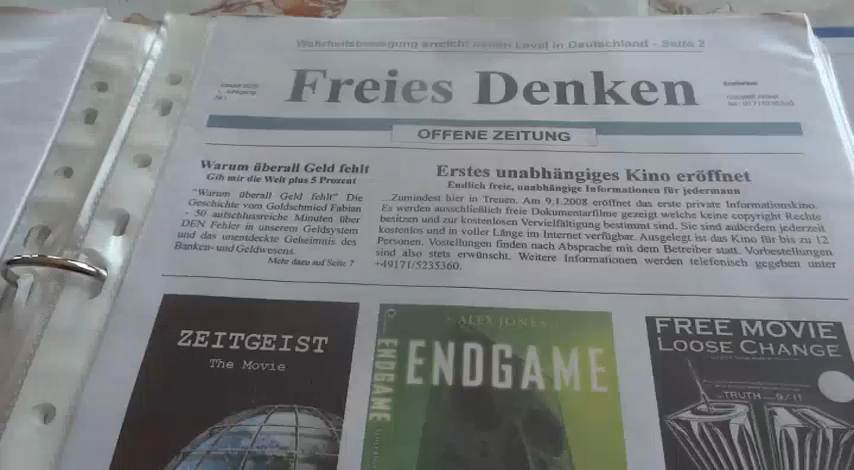 Wahrheitsbewegung erreicht neuen Level in Deutschland - Seite 2
Freies Denken
OFFENE ZEITUNG
Warum überall Geld fehlt
Gib mir die Welt plus 5 Prozent
"Warum überall Geld fehlt" Die
Geschichte vom Goldschmied Fabian
- 50 aufschlussreiche Minuten über
DEN Fehler in unserem Geldsystem
und das unentdeckte Geheimnis des
Banken- und Geldwesens.
Mehr dazu auf Seite 7
Erstes unabhängiges Kino eröffnet
Endlich freie, unabhängige Informationen für jedermann
...Zumindest hier in Treuen. Am 9.1.2008 eröffnet das erste private Informationskino.
Es werden ausschließlich freie Dokumentarfilme gezeigt welche keine copyright Rechte
besitzen und zur kostenlosen Vervielfältigung bestimmt sind. Sie sind außerdem jederzeit
kostenlos und in voller Länge im Internet verfügbar. Ausgelegt ist das Kino für bis zu 12
Personen. Vostellungen finden nach Absprache mit dem Betreiber statt. Vorbestellungen
sind also stets erwünscht. Weitere Informationen werden telefonisch gegeben unter
+49171/5235360.
ZEITGEIST
The Movie
ALEX JONES
ENDGAME
ENDGAME
FREE MOVIE
LOOSE CHANGE
TRUTH 9/11